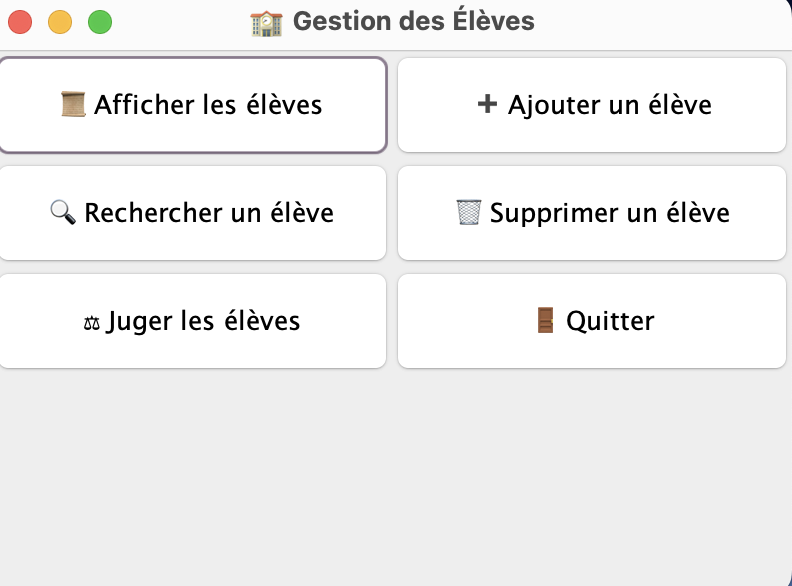 🏫 Gestion des Élèves
📜 Afficher les élèves
➕ Ajouter un élève
🔍 Rechercher un élève
🗑️ Supprimer un élève
⚖ Juger les élèves
🚪 Quitter